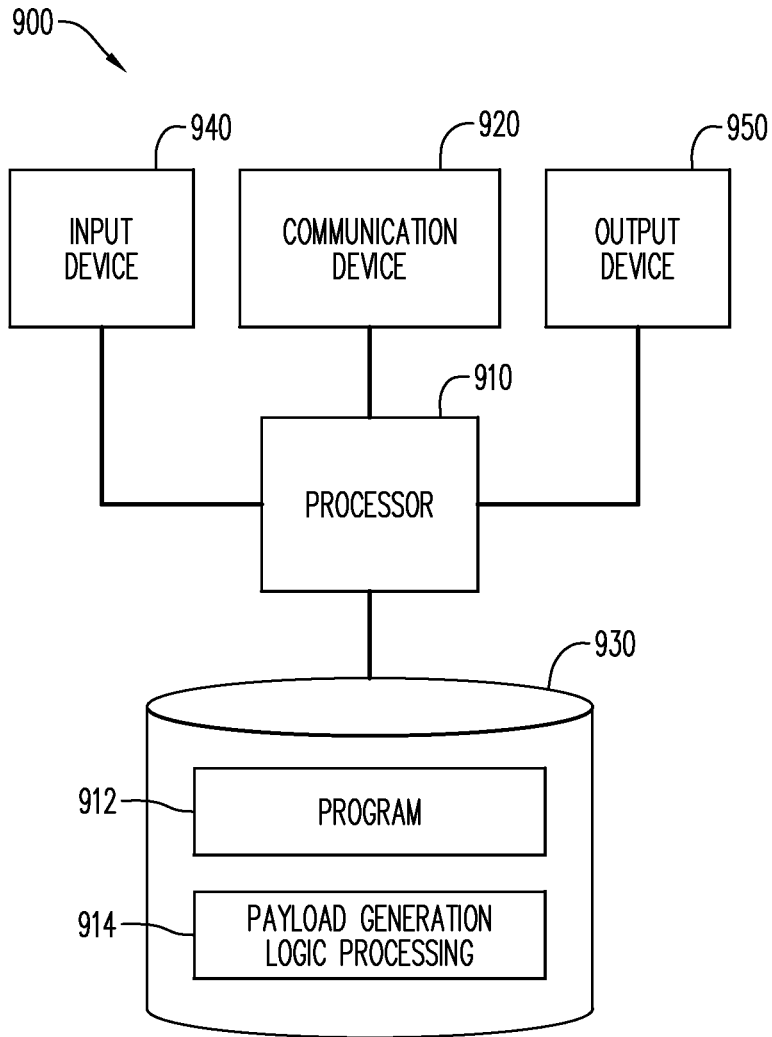 900
940
920
950
INPUT
DEVICE
COMMUNICATION
DEVICE
OUTPUT
DEVICE
910
PROCESSOR
930
912
PROGRAM
914
PAYLOAD GENERATION
LOGIC PROCESSING